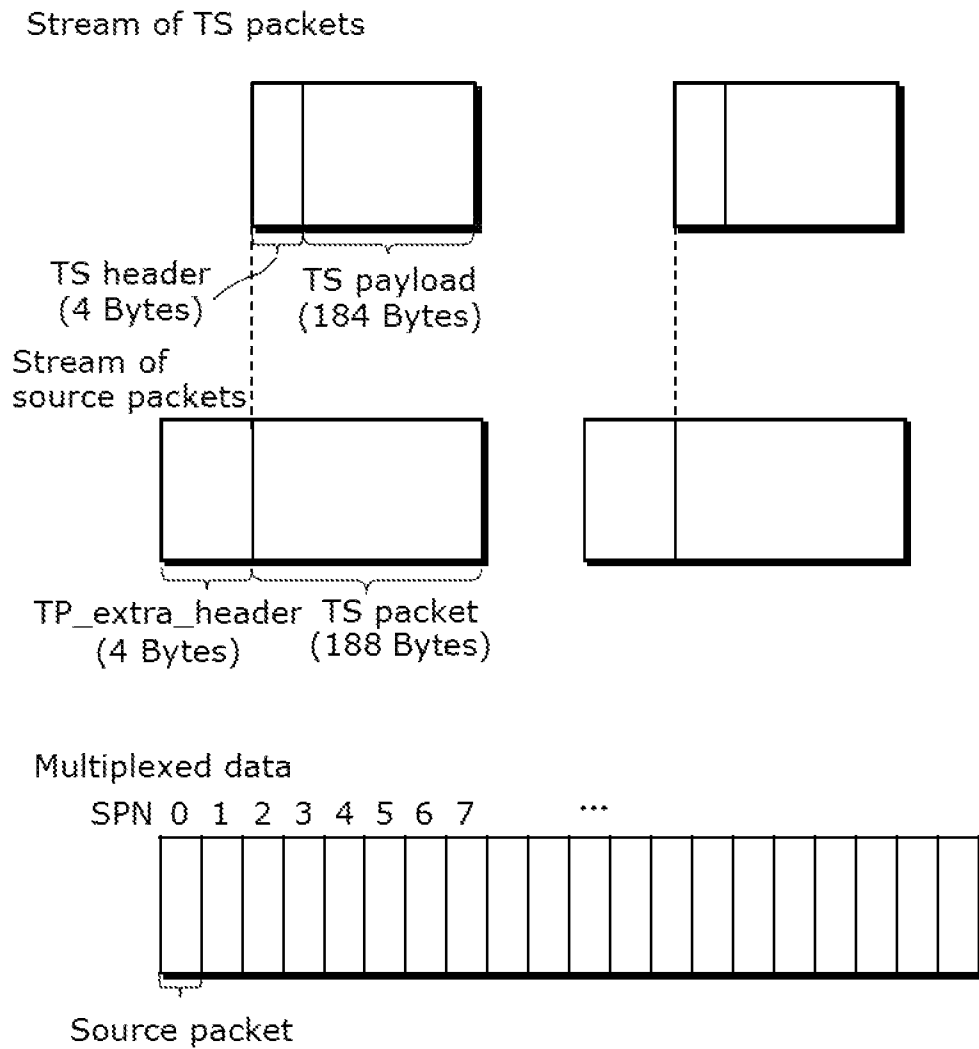 Stream of TS packets
TS header
(4 Bytes)
TS payload
(184 Bytes)
Stream of
source packets
TP_extra_header
(4 Bytes)
TS packet
(188 Bytes)
Multiplexed data
SPN 0 1 2 3 4 5 6 7 ...
Source packet